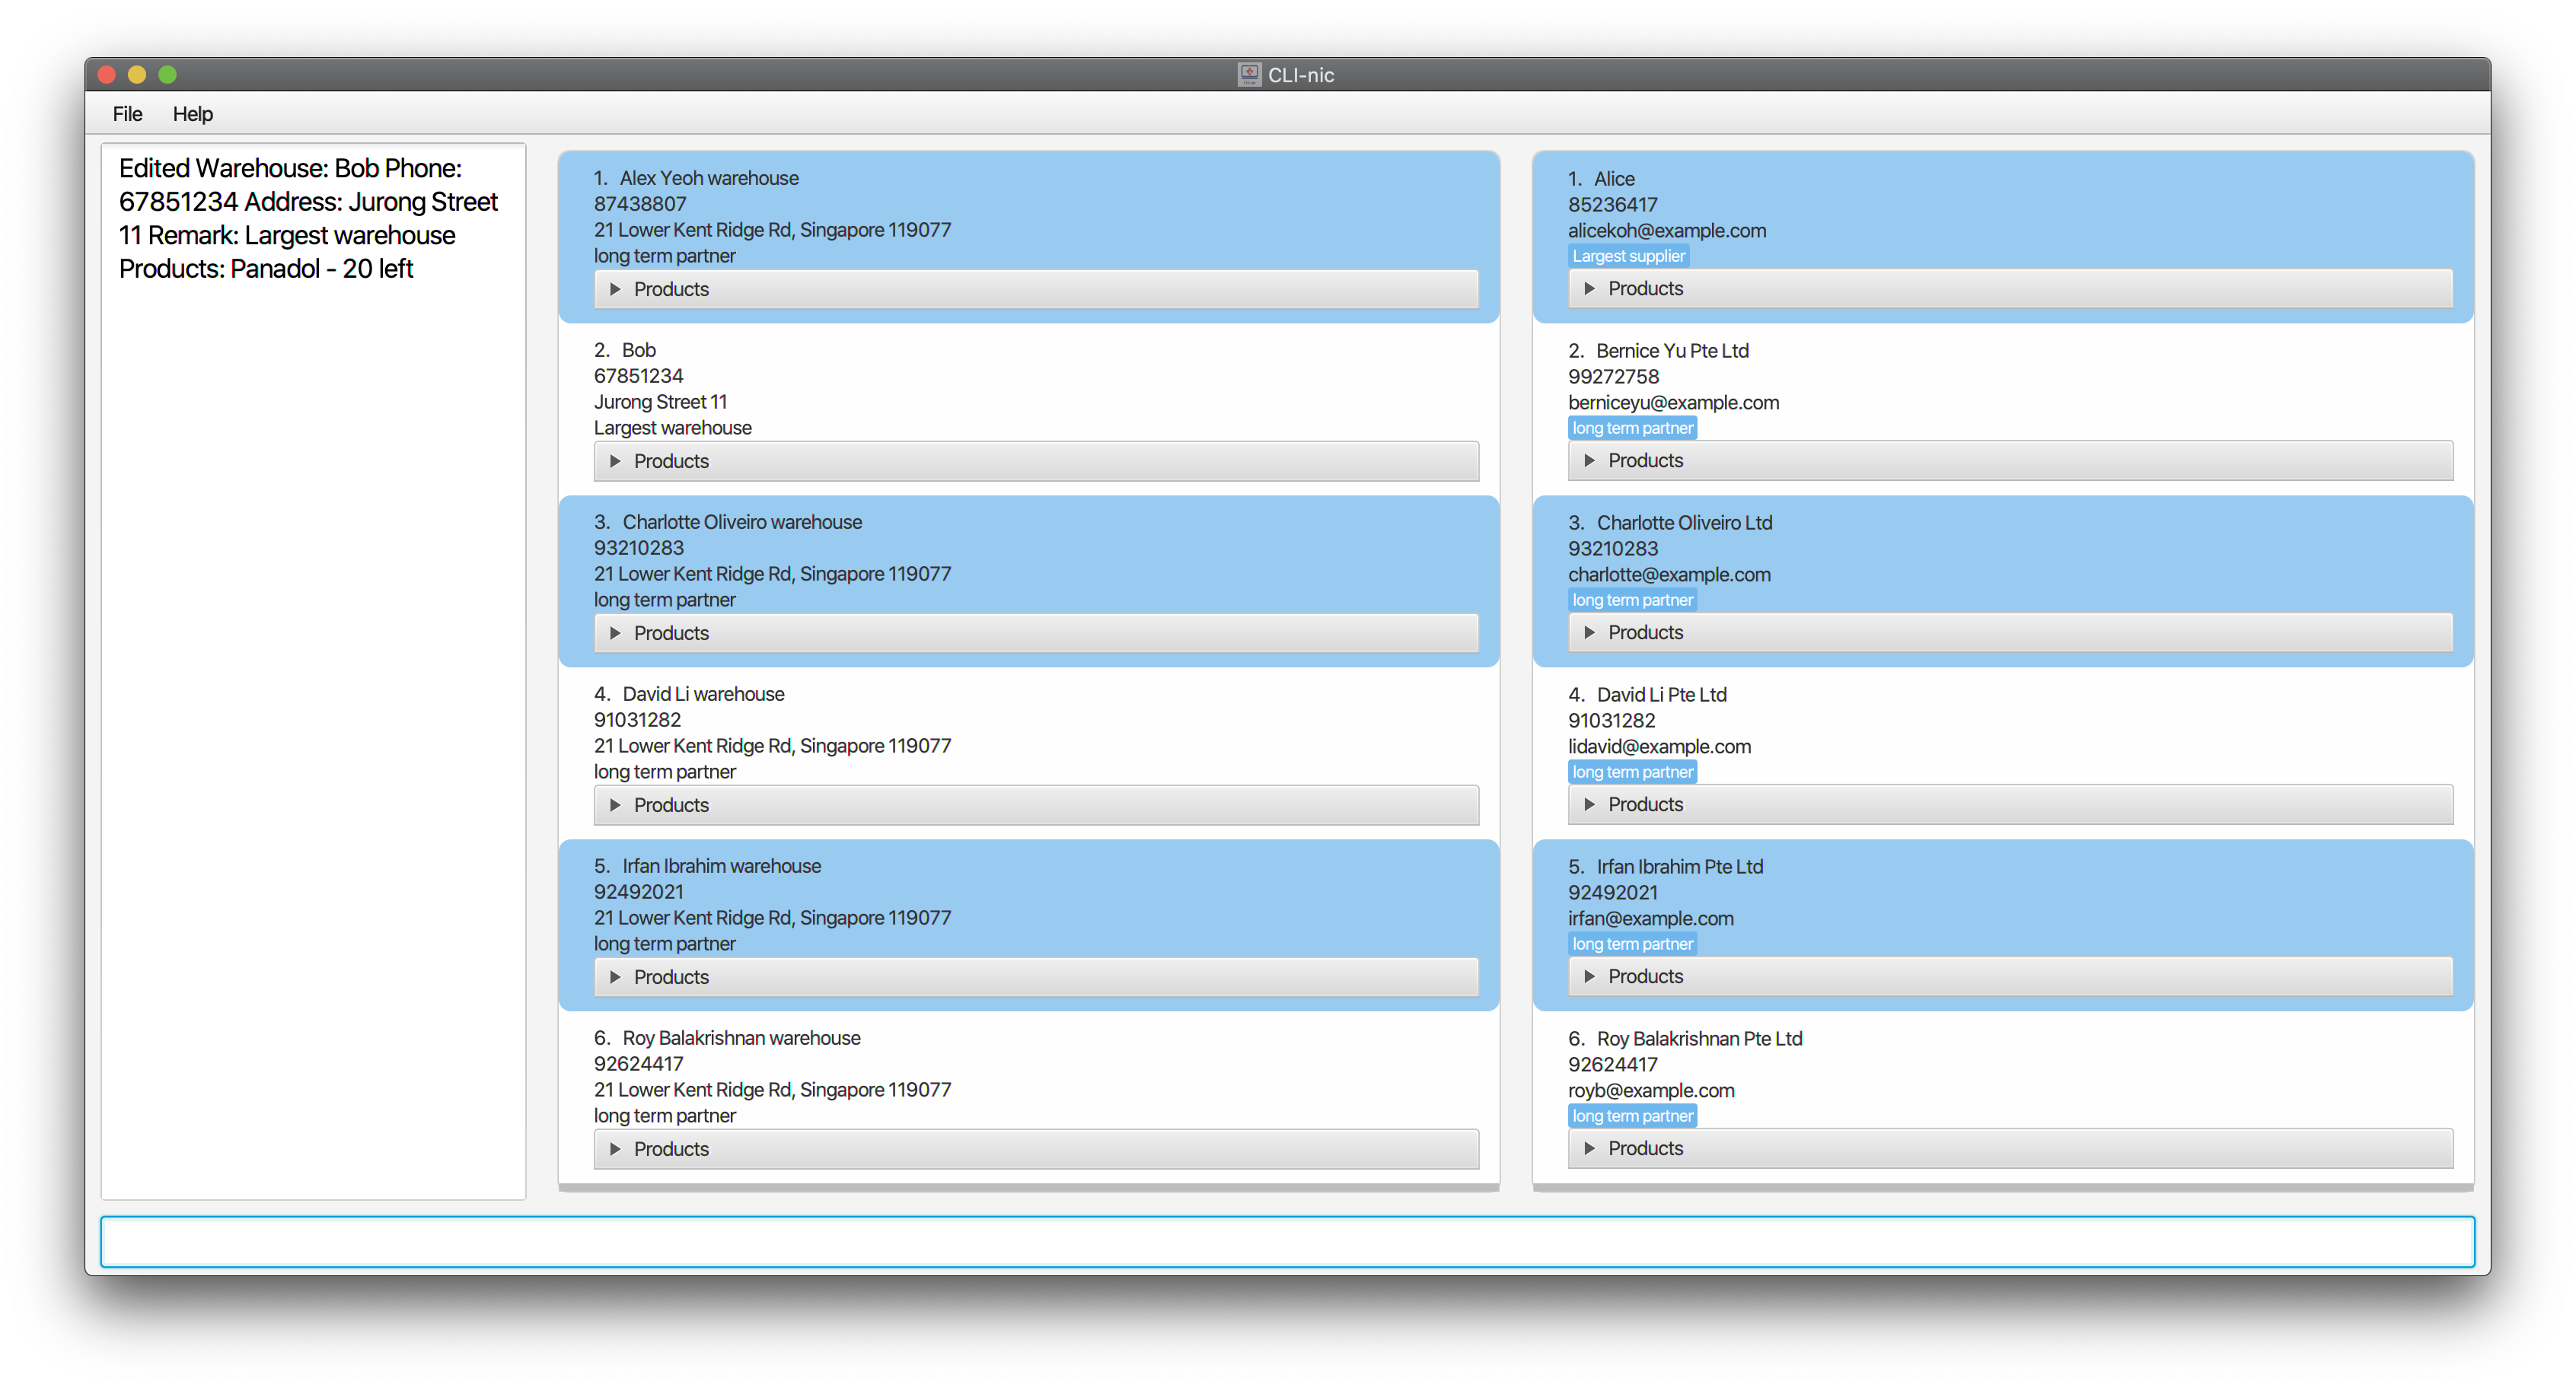 CLI-nic
File Help
Edited Warehouse: Bob Phone:
67851234 Address: Jurong Street
11 Remark: Largest warehouse
Products: Panadol - 20 left
1. Alex Yeoh warehouse
87438807
21 Lower Kent Ridge Rd, Singapore 119077
long term partner
Products
2. Bob
67851234
Jurong Street 11
Largest warehouse
Products
3. Charlotte Oliveiro warehouse
93210283
21 Lower Kent Ridge Rd, Singapore 119077
long term partner
Products
4. David Li warehouse
91031282
21 Lower Kent Ridge Rd, Singapore 119077
long term partner
Products
5. Irfan Ibrahim warehouse
92492021
21 Lower Kent Ridge Rd, Singapore 119077
long term partner
Products
6. Roy Balakrishnan warehouse
92624417
21 Lower Kent Ridge Rd, Singapore 119077
long term partner
Products
1. Alice
85236417
alicekoh@example.com
Largest supplier
Products
2. Bernice Yu Pte Ltd
99272758
berniceyu@example.com
long term partner
Products
3. Charlotte Oliveiro Ltd
93210283
charlotte@example.com
long term partner
Products
4. David Li Pte Ltd
91031282
lidavid@example.com
long term partner
Products
5. Irfan Ibrahim Pte Ltd
92492021
irfan@example.com
long term partner
Products
6. Roy Balakrishnan Pte Ltd
92624417
royb@example.com
long term partner
Products